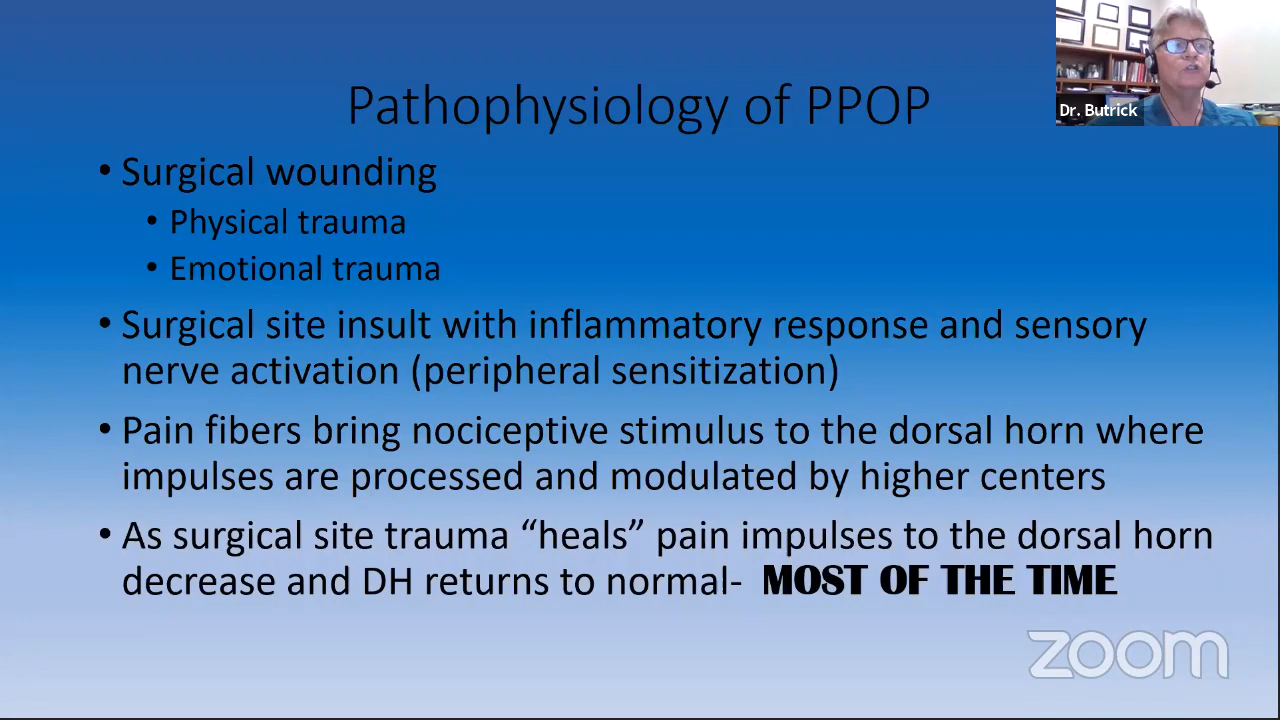 Pathophysiology of PPOP
Dr. Butrick
• Surgical wounding
• Physical trauma
• Emotional trauma
• Surgical site insult with inflammatory response and sensory
nerve activation (peripheral sensitization)
• Pain fibers bring nociceptive stimulus to the dorsal horn where
impulses are processed and modulated by higher centers
• As surgical site trauma “heals” pain impulses to the dorsal horn
decrease and DH returns to normal- MOST OF THE TIME
zoom